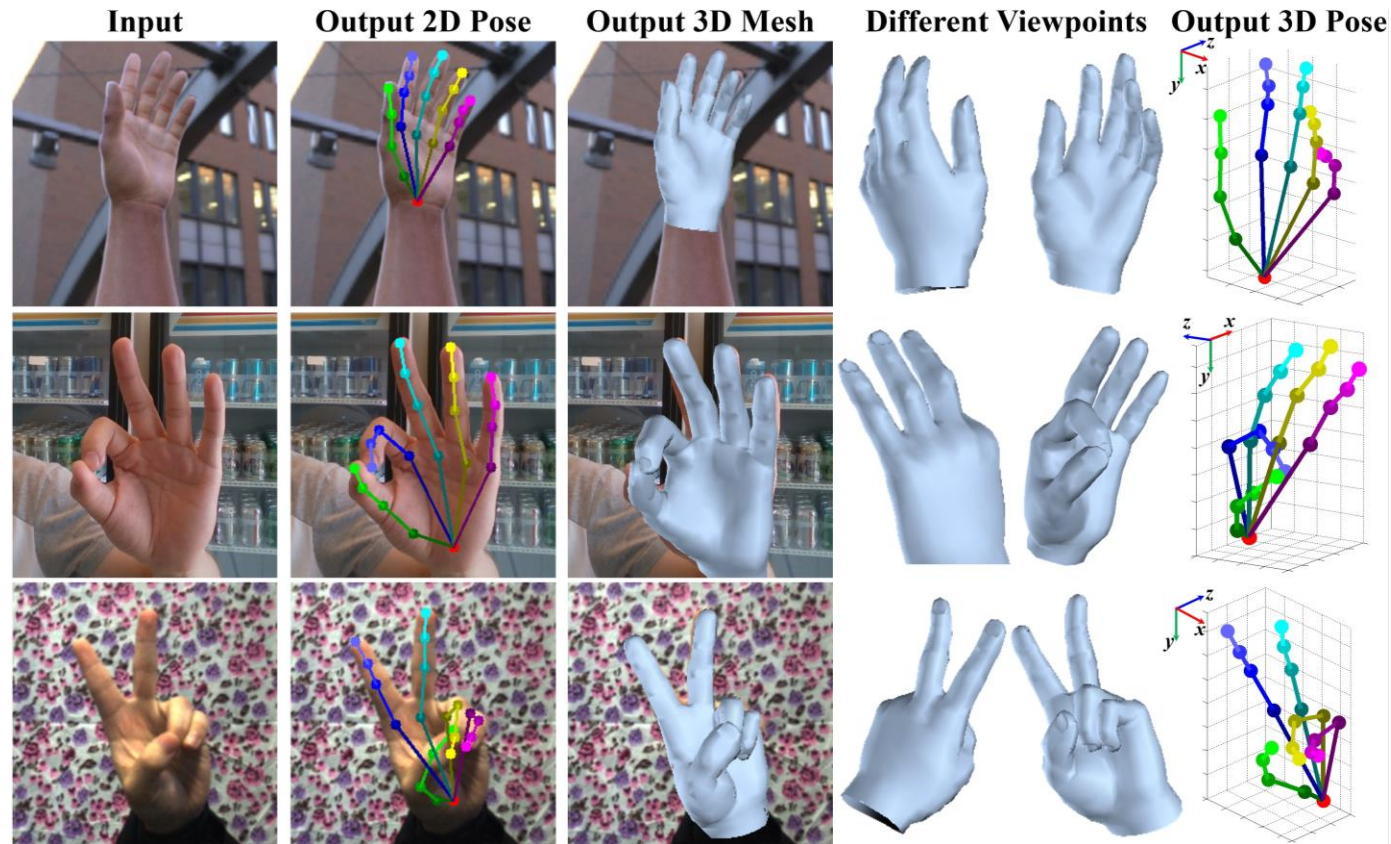 Input Output 2D Pose Output 3D Mesh Different Viewpoints Output 3D Pose
z
x
y
z x
y
z
x
y